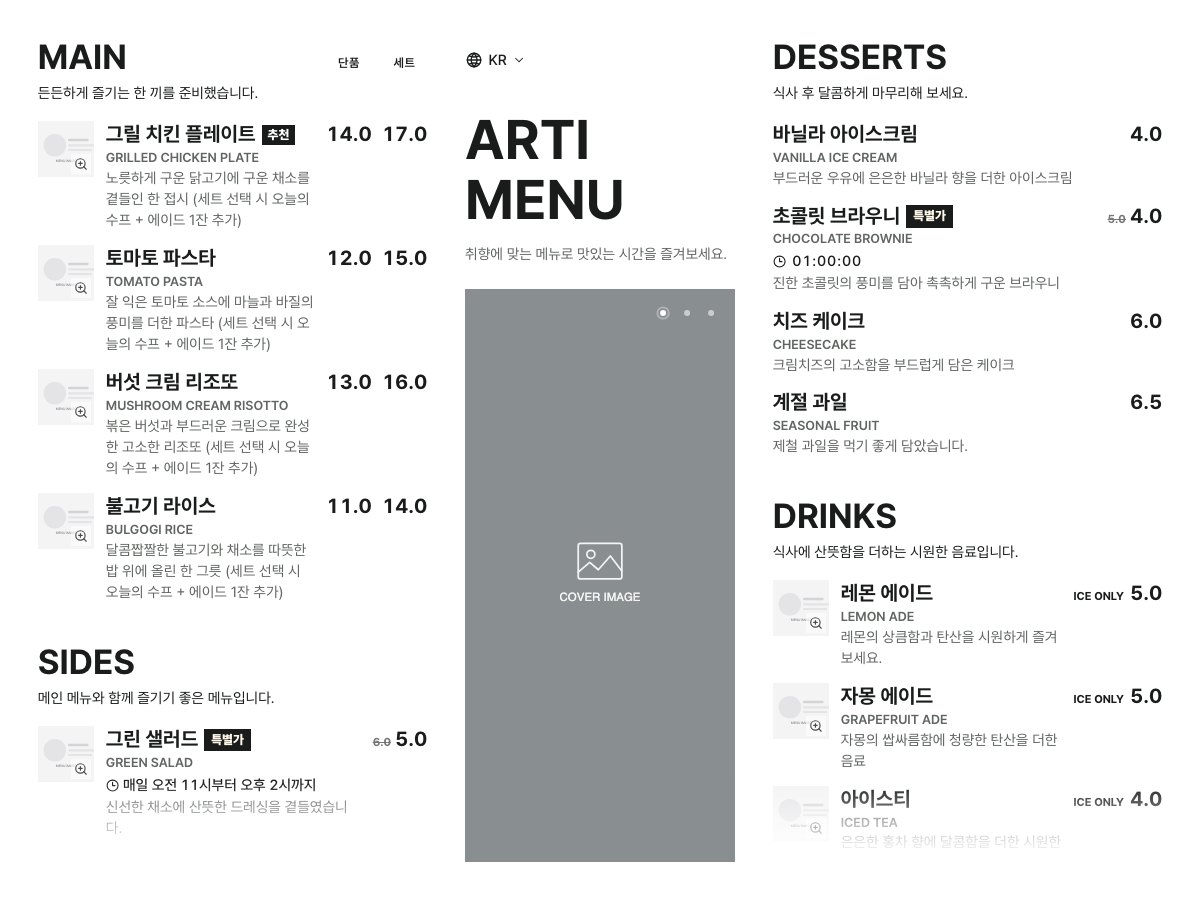 MAIN
단품 세트
든든하게 즐기는 한 끼를 준비했습니다.
그릴 치킨 플레이트 추천 14.0 17.0
GRILLED CHICKEN PLATE
노릇하게 구운 닭고기에 구운 채소를
곁들인 한 접시 (세트 선택 시 오늘의
수프 + 에이드 1잔 추가)
토마토 파스타 12.0 15.0
TOMATO PASTA
잘 익은 토마토 소스에 마늘과 바질의
풍미를 더한 파스타 (세트 선택 시 오
늘의 수프 + 에이드 1잔 추가)
버섯 크림 리조또 13.0 16.0
MUSHROOM CREAM RISOTTO
볶은 버섯과 부드러운 크림으로 완성
한 고소한 리조또 (세트 선택 시 오늘
의 수프 + 에이드 1잔 추가)
불고기 라이스 11.0 14.0
BULGOGI RICE
달콤짭짤한 불고기와 채소를 따뜻한
밥 위에 올린 한 그릇 (세트 선택 시
오늘의 수프 + 에이드 1잔 추가)
SIDES
메인 메뉴와 함께 즐기기 좋은 메뉴입니다.
그린 샐러드 특별가 6.0 5.0
GREEN SALAD
매일 오전 11시부터 오후 2시까지
신선한 채소에 산뜻한 드레싱을 곁들였습니
다.
KR
ARTI
MENU
취향에 맞는 메뉴로 맛있는 시간을 즐겨보세요.
COVER IMAGE
DESSERTS
식사 후 달콤하게 마무리해 보세요.
바닐라 아이스크림 4.0
VANILLA ICE CREAM
부드러운 우유에 은은한 바닐라 향을 더한 아이스크림
초콜릿 브라우니 특별가 5.0 4.0
CHOCOLATE BROWNIE
01:00:00
진한 초콜릿의 풍미를 담아 촉촉하게 구운 브라우니
치즈 케이크 6.0
CHEESECAKE
크림치즈의 고소함을 부드럽게 담은 케이크
계절 과일 6.5
SEASONAL FRUIT
제철 과일을 먹기 좋게 담았습니다.
DRINKS
식사에 산뜻함을 더하는 시원한 음료입니다.
레몬 에이드 ICE ONLY 5.0
LEMON ADE
레몬의 상큼함과 탄산을 시원하게 즐겨
보세요.
자몽 에이드 ICE ONLY 5.0
GRAPEFRUIT ADE
자몽의 쌉싸름함에 청량한 탄산을 더한
음료
아이스티 ICE ONLY 4.0
ICED TEA
은은한 홍차 향에 달콤함을 더한 시원한